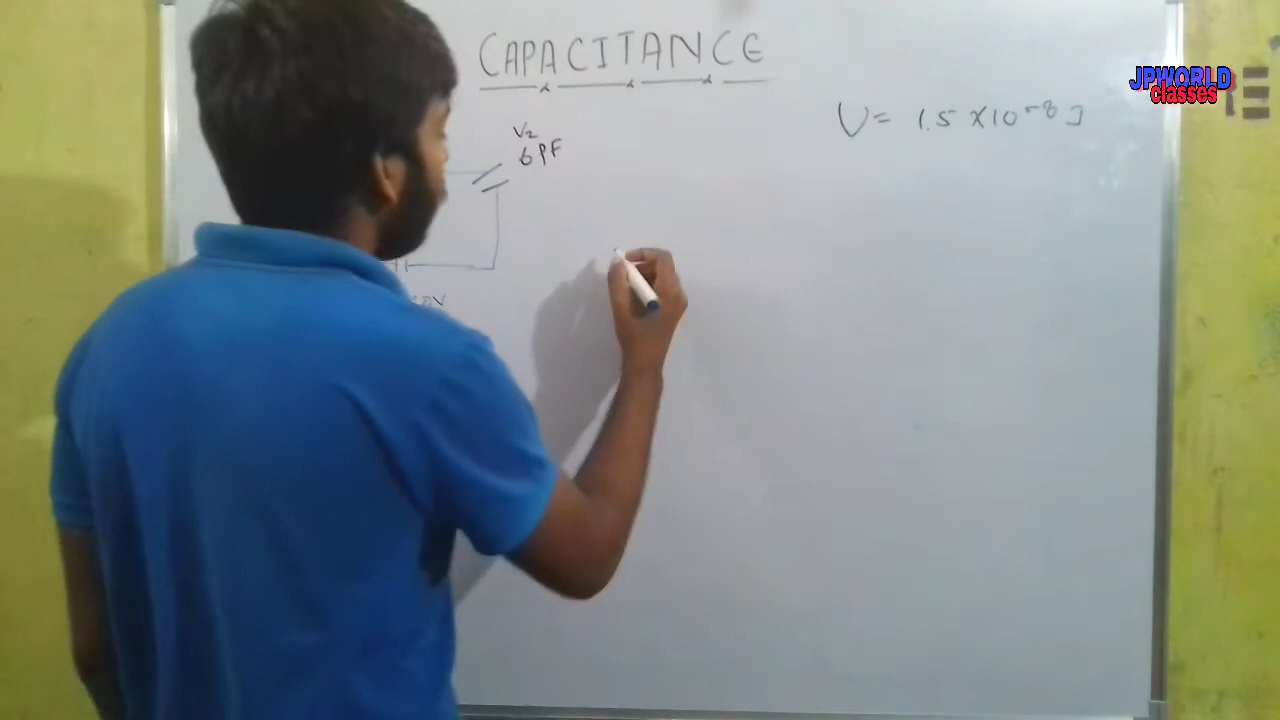 CAPACITANCE
JPWORLD
classes
U= 1.5 X10-8 J
V2
6PF